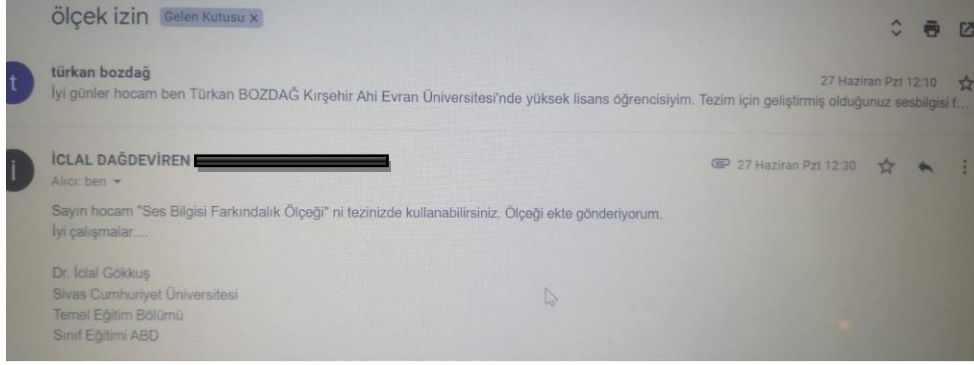 ölçek izin Gelen Kutusu x
t
türkan bozdağ
27 Haziran Pzt 12:10
İyi günler hocam ben Türkan BOZDAĞ Kırşehir Ahi Evran Üniversitesi'nde yüksek lisans öğrencisiyim. Tezim için geliştirmiş olduğunuz sesbilgisi f...
i
İCLAL DAĞDEVİREN
27 Haziran Pzt 12:30
Alıcı: ben
Sayın hocam "Ses Bilgisi Farkındalık Ölçeği" ni tezinizde kullanabilirsiniz. Ölçeği ekte gönderiyorum.
İyi çalışmalar....
Dr. İclal Gökkuş
Sivas Cumhuriyet Üniversitesi
Temel Eğitim Bölümü
Sınıf Eğitimi ABD